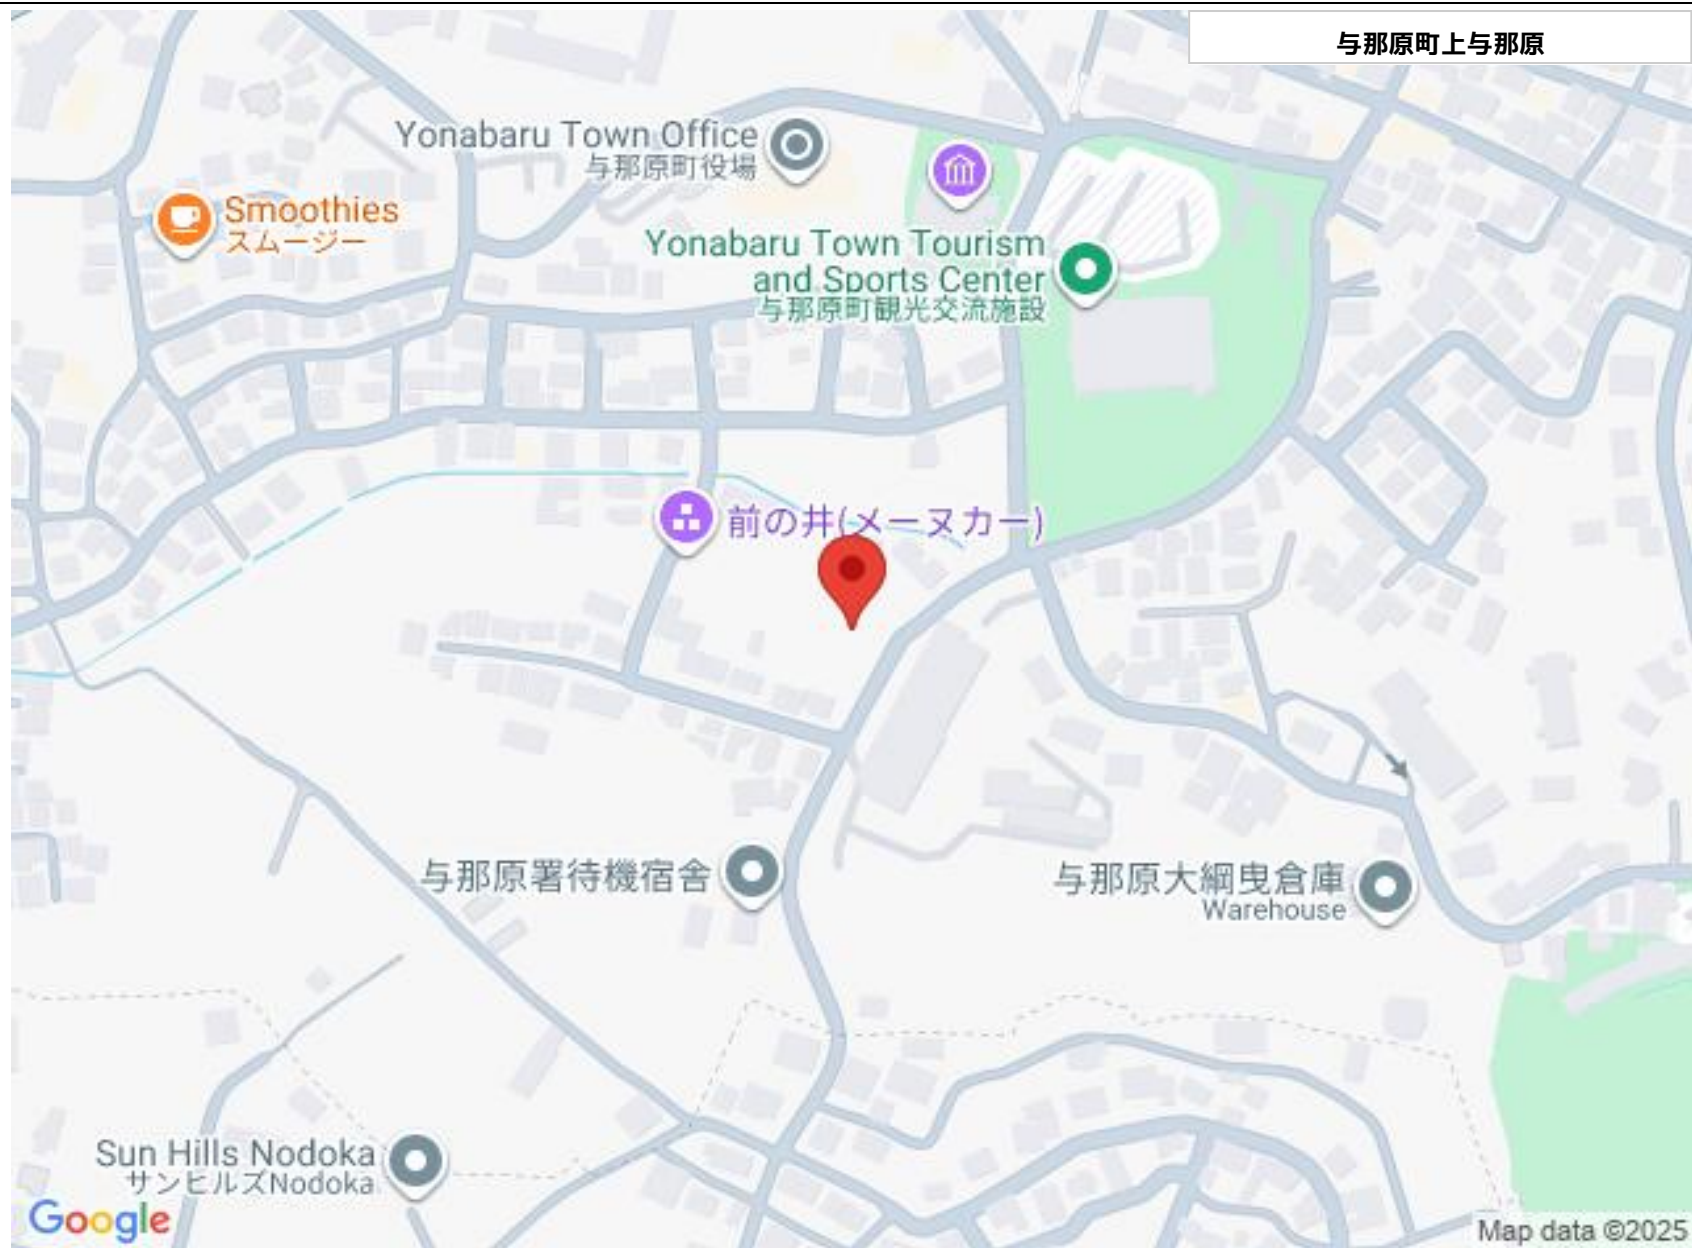 与那原町上与那原
Yonabaru Town Office
与那原町役場
Smoothies
スムージー
Yonabaru Town Tourism
and Sports Center
与那原町観光交流施設
前の井(メーヌカー)
与那原署待機宿舎
与那原大綱曳倉庫
Warehouse
Sun Hills Nodoka
サンヒルズNodoka
Google
Map data ©2025